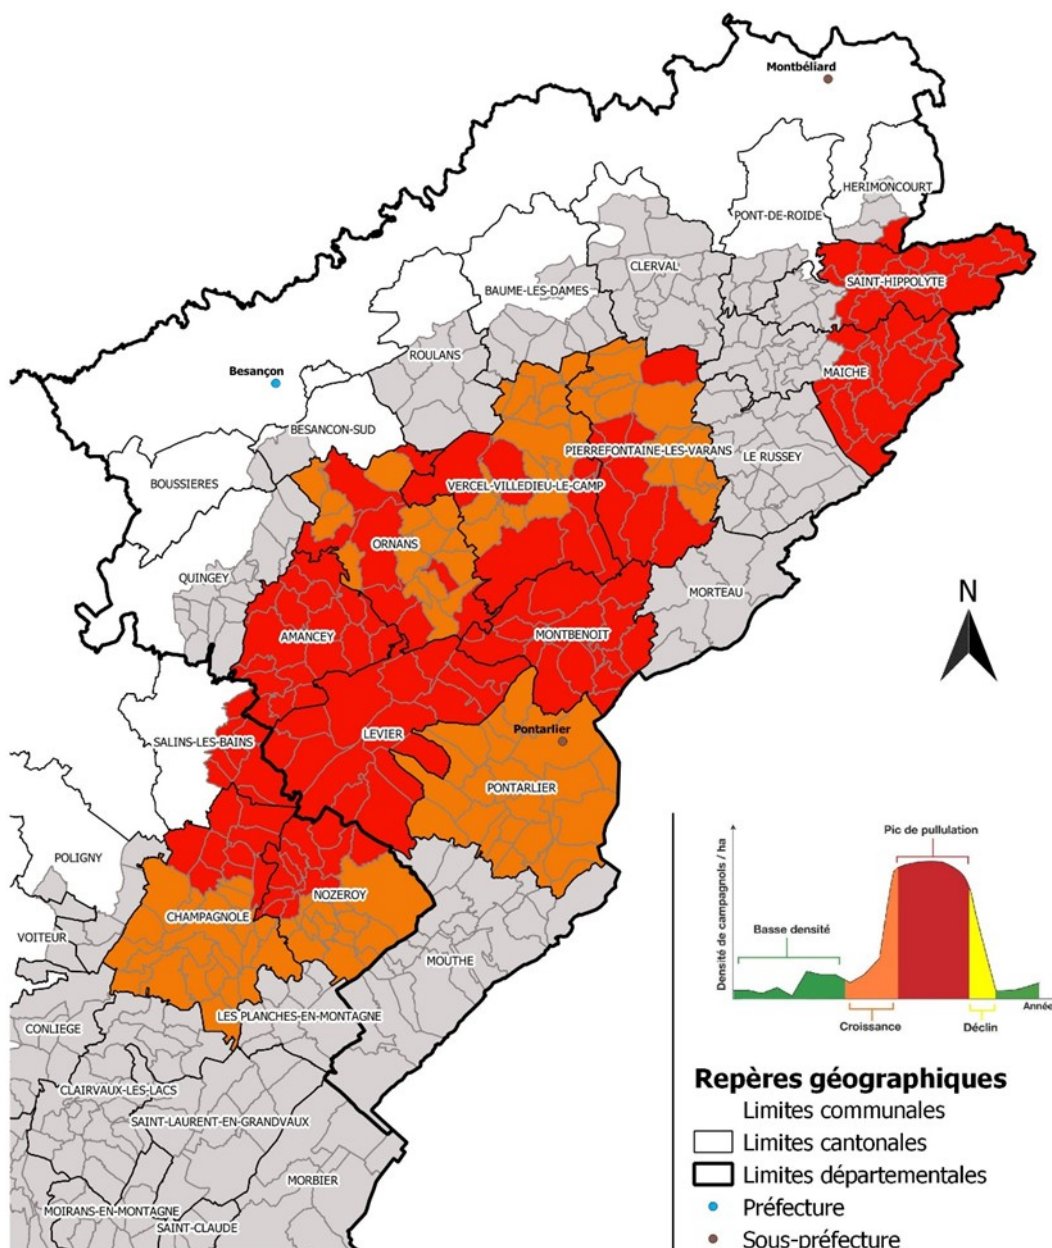 Montbéliard
HERIMONCOURT
PONT-DE-ROIDE
CLERVAL
SAINT-HIPPOLYTE
BAUME-LES-DAMES
ROULANS
MAICHE
Besançon
BESANCON-SUD
PIERREFONTAINE-LES-VARANS
LE RUSSEY
BOUSSIERES
VERCEL-VILLEDIEU-LE-CAMP
ORNANS
QUINGEY
MORTEAU
N
AMANCEY
MONTBENOIT
SALINS-LES-BAINS
LEVIER
Pontarlier
PONTARLIER
POLIGNY
NOZEROY
CHAMPAGNOLE
VOITEUR
MOUTHE
LES PLANCHES-EN-MONTAGNE
CONLIEGE
CLAIRVAUX-LES-LACS
SAINT-LAURENT-EN-GRANDVAUX
MORBIER
MOIRANS-EN-MONTAGNE
SAINT-CLAUDE
Densité de campagnols / ha
Pic de pullulation
Basse densité
Année
Croissance
Déclin
Repères géographiques
Limites communales
Limites cantonales
Limites départementales
Préfecture
Sous-préfecture